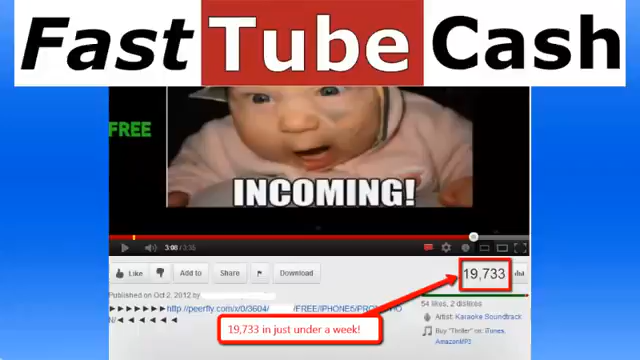 Fast Tube Cash
FREE
INCOMING!
3:08 / 3:35
19,733
Like Add to Share Download
Published on Oct 2, 2012 by
54 likes, 2 dislikes
►►►►►►►http://peerfly.com/x/0/3604/ /FREE/IPHONE5/PRO
N/◄◄◄◄◄◄◄
Artist: Karaoke Soundtrack
19,733 in just under a week!
Buy "Thriller" on: iTunes,
AmazonMP3